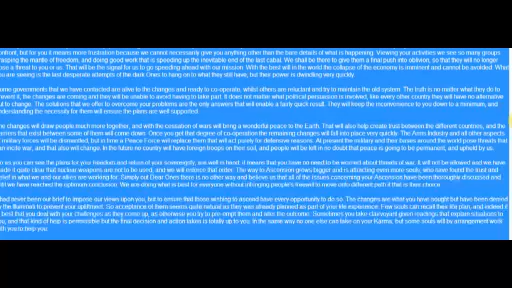 confront, but for you it means more frustration because we cannot necessarily give you anything other than the bare details of what is happening. Viewing your activities we see so many groups
grasping the mantle of freedom, and doing good work that is speeding up the inevitable end of the last cabal. We shall be there to give them a final push into oblivion, so that they will no longer
pose a threat to you or us. That will be the signal for us to go speeding ahead with our mission. With the best will in the world the collapse of the economy is imminent and cannot be avoided. What
you are seeing is the last desperate attempts of the dark Ones to hang on to what they still have, but their power is dwindling very quickly.
Some governments that we have contacted are alive to the changes and ready to co-operate, whilst others are reluctant and try to maintain the old system. The truth is no matter what they do to
prevent it, the changes are coming and they will be unable to avoid having to take part. It does not matter what political persuasion is involved, like every other country they will have no alternative
but to change. The solutions that we offer to overcome your problems are the only answers that will enable a fairly quick result. They will keep the inconvenience to you down to a minimum, and
understanding the necessity for them will ensure the plans are well supported.
The changes will draw people much more together, and with the cessation of wars will bring a wonderful peace to the Earth. That will also help create trust between the different countries, and the
barriers that exist between some of them will come down. Once you get that degree of co-operation the remaining changes will fall into place very quickly. The Arms Industry and all other aspects
of military forces will be dismantled, but in time a Peace Force will replace them that will act purely for defensive reasons. At present the military and their bases around the world pose threats that
can incite war, and that also will change. In the future no country will have foreign troops on their soil, and people will be left in no doubt that peace is going to be permanent, and upheld by us.
as you can see the plans for your freedom and return of your sovereignty, are well in hand. It means that you have no need to be worried about threats of war. It will not be allowed and we have
made it quite clear that nuclear weapons are not to be used, and we will enforce that order. The way to Ascension grows bigger and is attracting even more souls, who have found the trust and
belief in what we and our allies are working for. Simply put Dear Ones there is no other way and believe us that all of the issues concerning your Ascension have been thoroughly discussed and
until we have reached the optimum conclusion. We are doing what is best for everyone without infringing people's freewill to move onto different path if that is their choice.
had never been our brief to impose our views upon you, but to ensure that those wishing to ascend have every opportunity to do so. The changes are what you have sought but have been denied
the Illuminati to prevent your upliftment. So acceptance of them seems quite natural as they was already planned as part of your life experience. Few souls can recall their life plan, and indeed it
best that you deal with your challenges as they come up, as otherwise you try to pre-empt them and alter the outcome. Sometimes you take clairvoyant given readings that explain situations to
you, and that kind of help is permissible but the final decision and action taken is totally up to you. In the same way no one else can take on your Karma, but some souls will by arrangement work
with you to help you